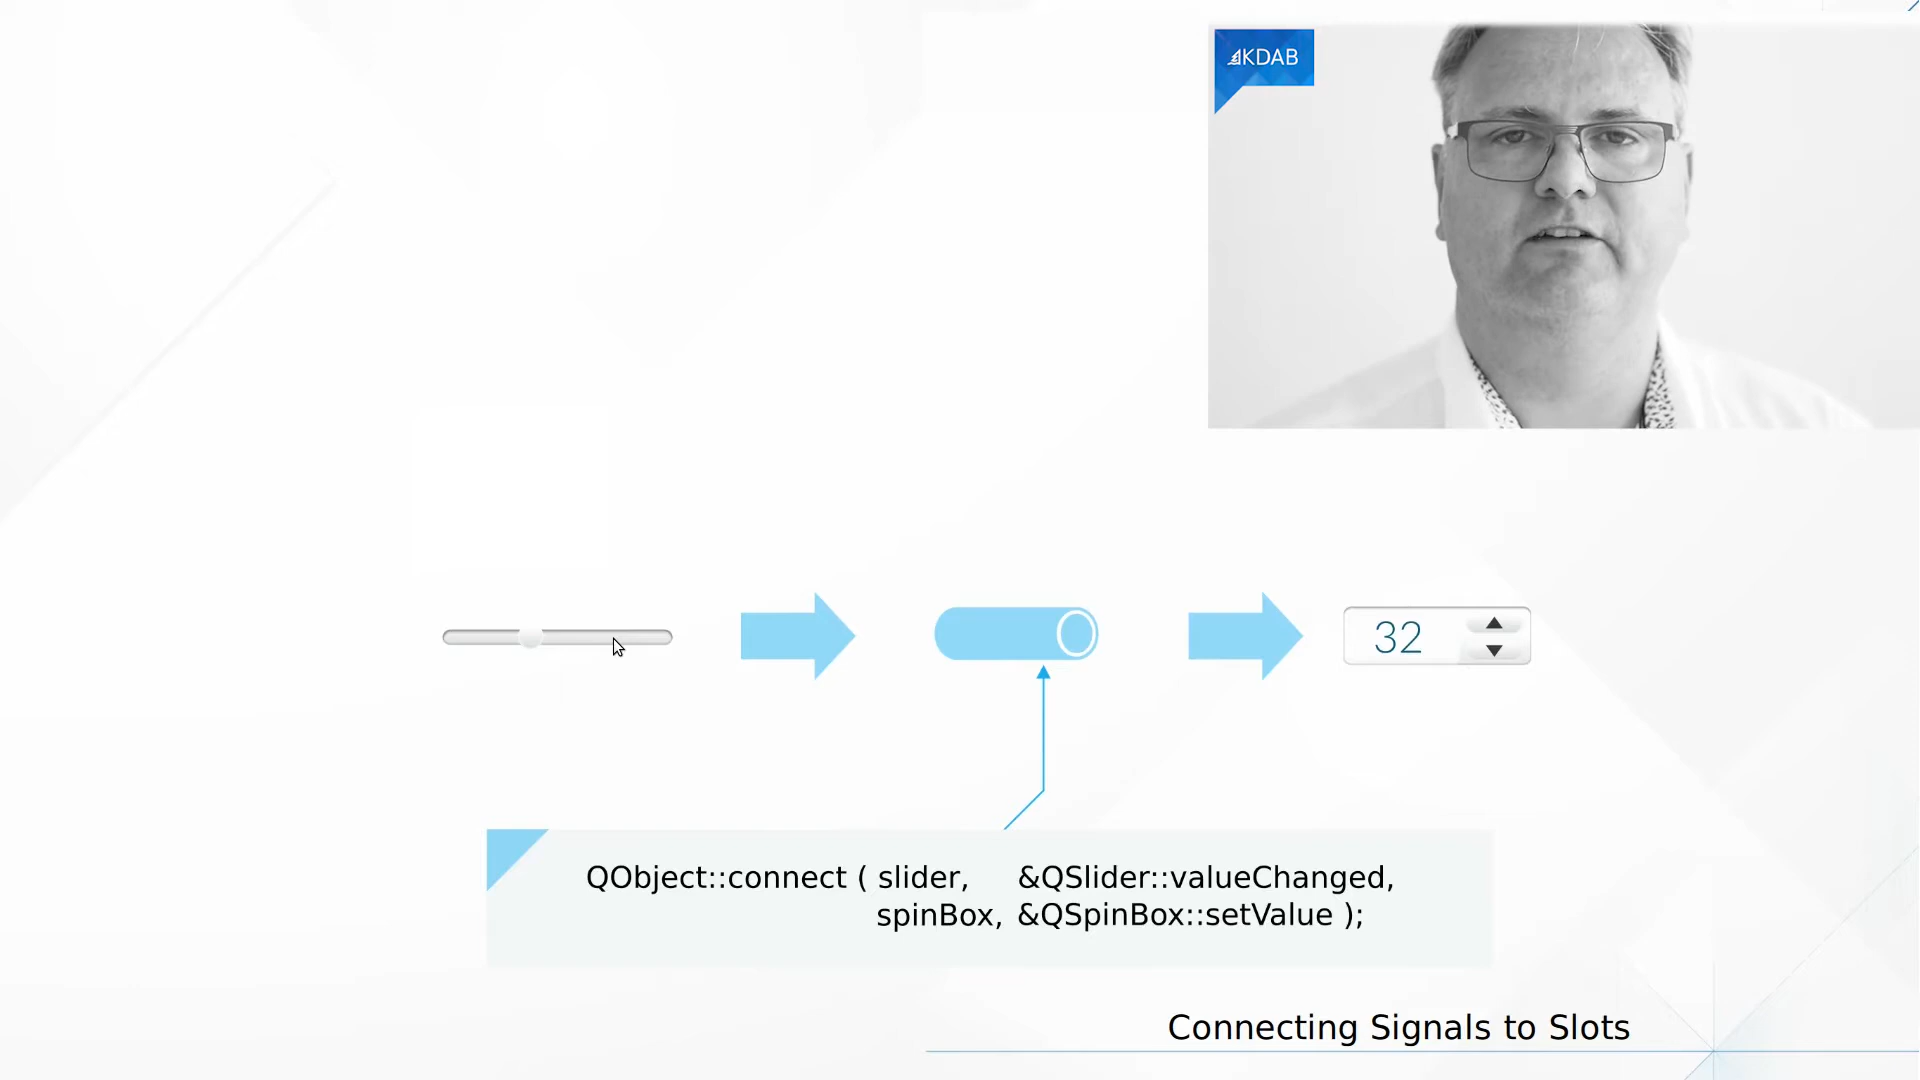 KDAB
32
QObject::connect ( slider, &QSlider::valueChanged,
spinBox, &QSpinBox::setValue );
Connecting Signals to Slots